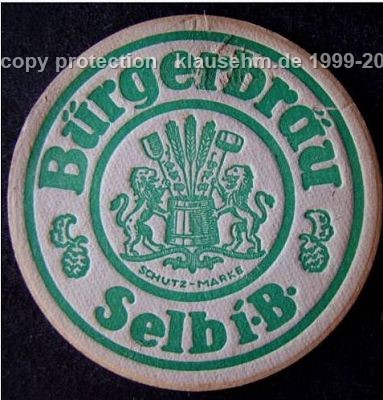 copy protection klausehm.de 1999-20
Bürgerbräu
SCHUTZ-MARKE
Selb i.B.